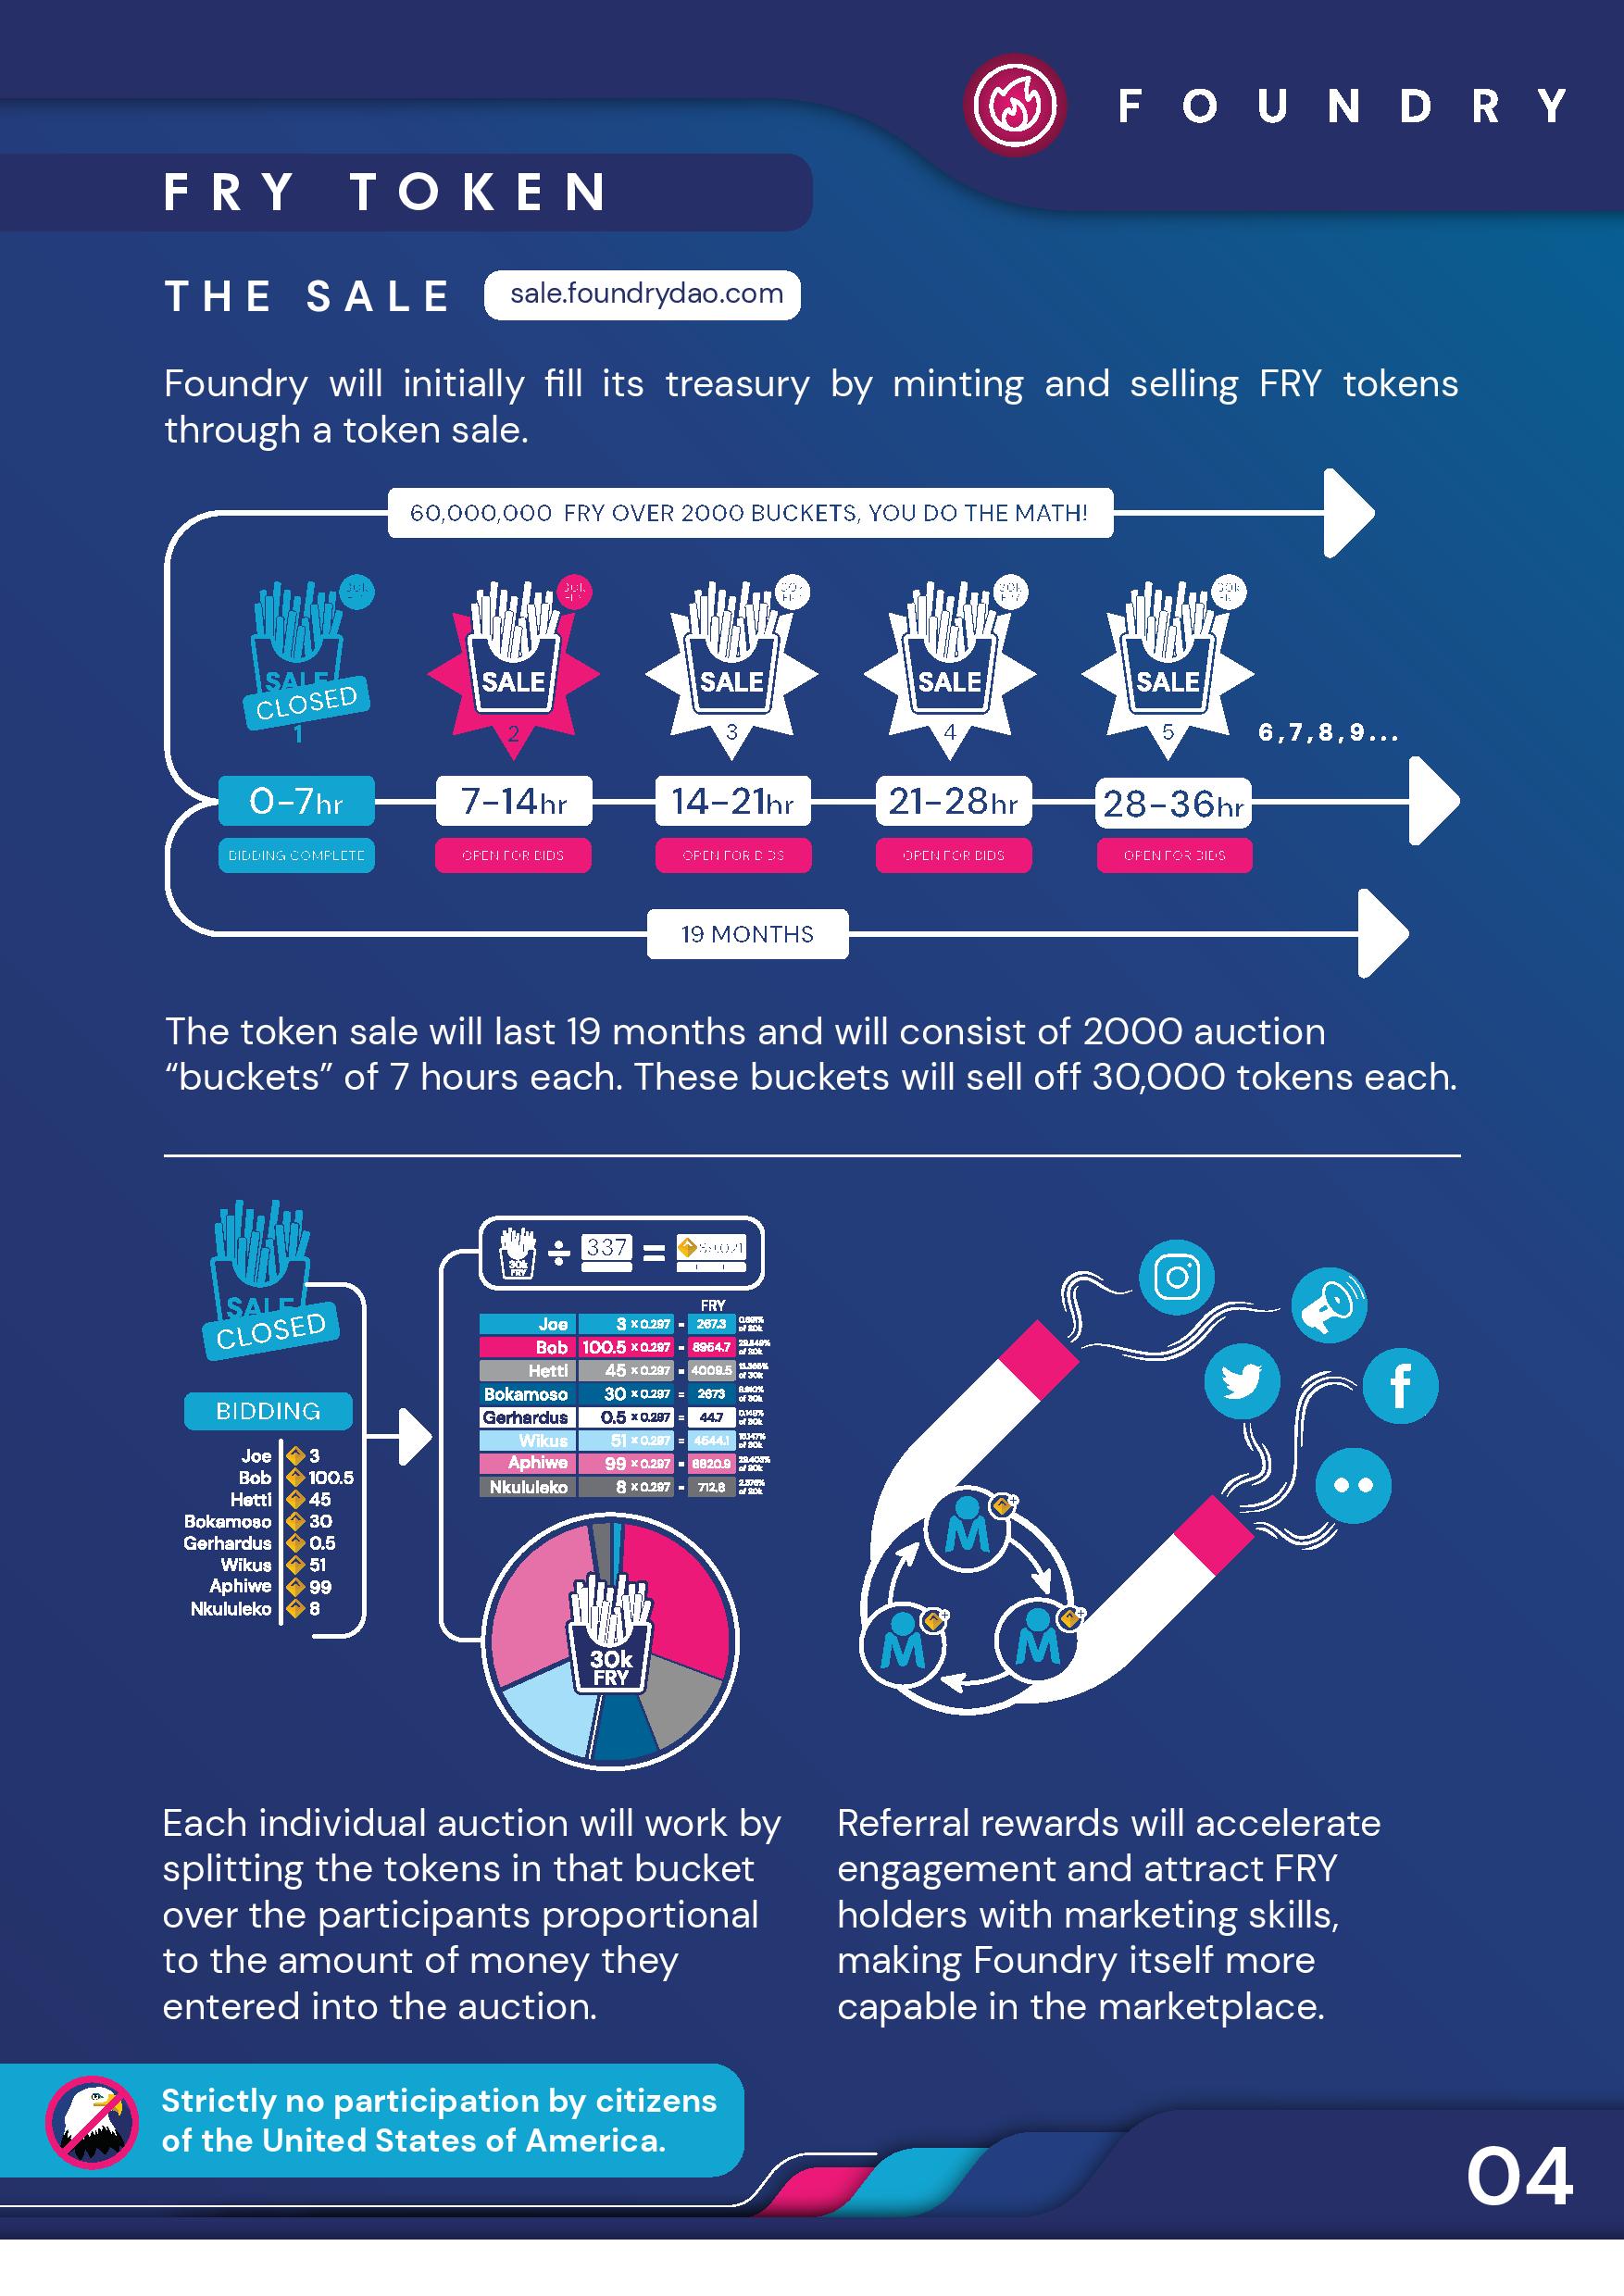 FOUNDRY
FRY TOKEN
THE SALE
sale.foundrydao.com
Foundry will initially fill its treasury by minting and selling FRY tokens
through a token sale.
60,000,000 FRY OVER 2000 BUCKETS, YOU DO THE MATH!
SALE SALE SALE SALE SALE
CLOSED
1 2 3 4 5 6,7,8,9...
0-7hr 7-14hr 14-21hr 21-28hr 28-36hr
BIDDING COMPLETE OPEN FOR BIDS OPEN FOR BIDS OPEN FOR BIDS OPEN FOR BIDS
19 MONTHS
The token sale will last 19 months and will consist of 2000 auction
“buckets” of 7 hours each. These buckets will sell off 30,000 tokens each.
SALE
CLOSED
BIDDING
Joe 3
Bob 100.5
Hetti 45
Bokamoso 30
Gerhardus 0.5
Wikus 51
Aphiwe 99
Nkululeko 8
30k
FRY
÷ 337 =
FRY
Joe 3 x 0.297 = 267.3
Bob 100.5 x 0.297 = 8954.7
Hetti 45 x 0.297 = 4009.5
Bokamoso 30 x 0.297 = 2673
Gerhardus 0.5 x 0.297 = 44.7
Wikus 51 x 0.297 = 4544.1
Aphiwe 99 x 0.297 = 8820.9
Nkululeko 8 x 0.297 = 712.8
30k
FRY
Each individual auction will work by
splitting the tokens in that bucket
over the participants proportional
to the amount of money they
entered into the auction.
Referral rewards will accelerate
engagement and attract FRY
holders with marketing skills,
making Foundry itself more
capable in the marketplace.
Strictly no participation by citizens
of the United States of America.
04